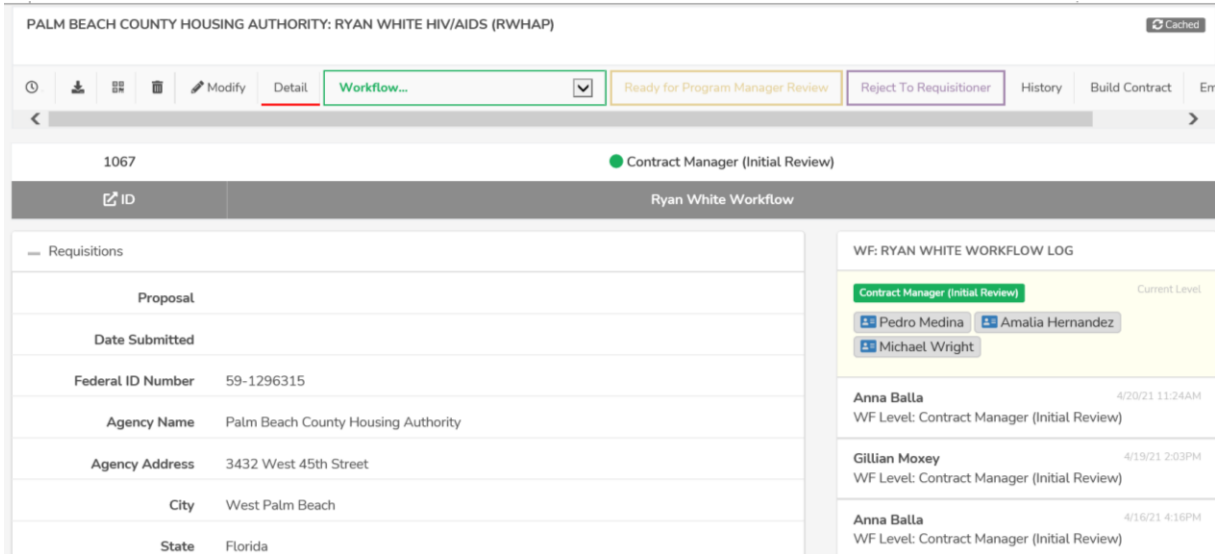 PALM BEACH COUNTY HOUSING AUTHORITY: RYAN WHITE HIV/AIDS (RWHAP)
Cached
Modify Detail Workflow... Ready for Program Manager Review Reject To Requisitioner History Build Contract Em
1067 Contract Manager (Initial Review)
ID Ryan White Workflow
Requisitions
Proposal
Date Submitted
Federal ID Number 59-1296315
Agency Name Palm Beach County Housing Authority
Agency Address 3432 West 45th Street
City West Palm Beach
State Florida
WF: RYAN WHITE WORKFLOW LOG
Contract Manager (Initial Review) Current Level
Pedro Medina Amalia Hernandez
Michael Wright
Anna Balla 4/20/21 11:24AM
WF Level: Contract Manager (Initial Review)
Gillian Moxey 4/19/21 2:03PM
WF Level: Contract Manager (Initial Review)
Anna Balla 4/16/21 4:16PM
WF Level: Contract Manager (Initial Review)